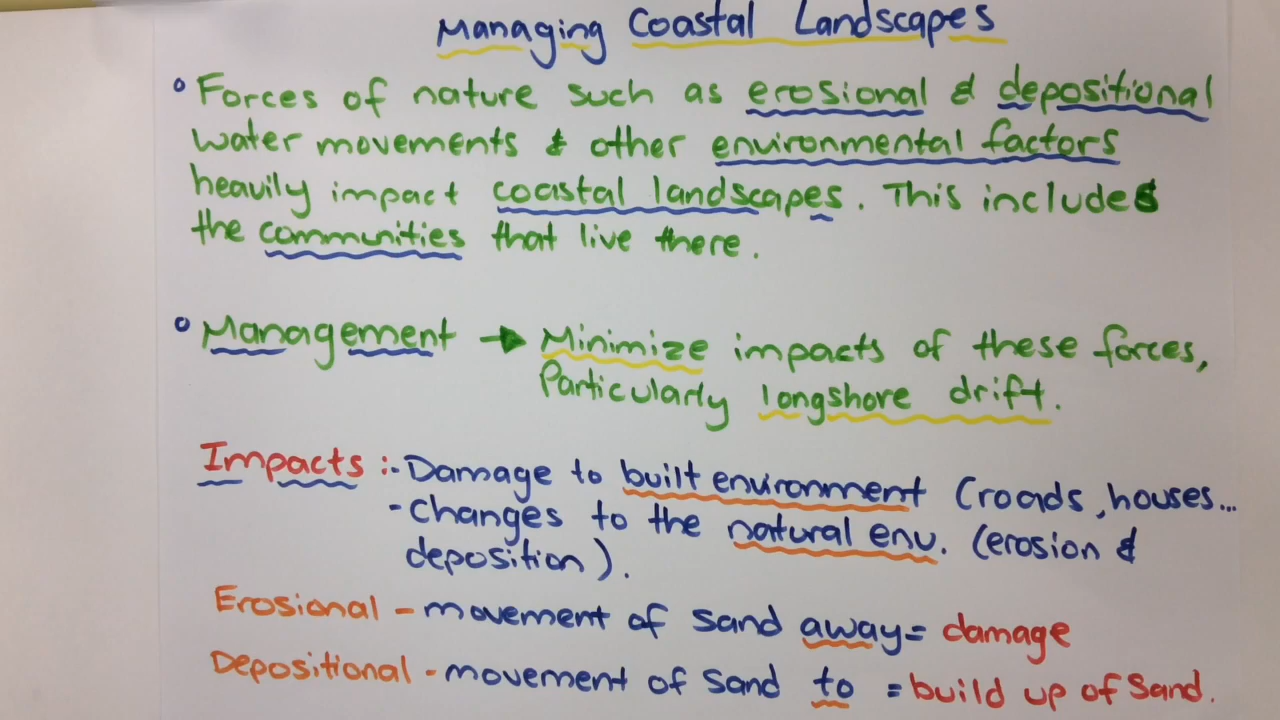 Managing Coastal Landscapes
• Forces of nature such as erosional & depositional
water movements & other environmental factors
heavily impact coastal landscapes. This includes
the communities that live there.
• Management → Minimize impacts of these forces,
Particularly longshore drift.
Impacts :- Damage to built environment (roads, houses...
- Changes to the natural env. (erosion &
deposition).
Erosional - movement of sand away = damage
Depositional - movement of sand to = build up of sand.